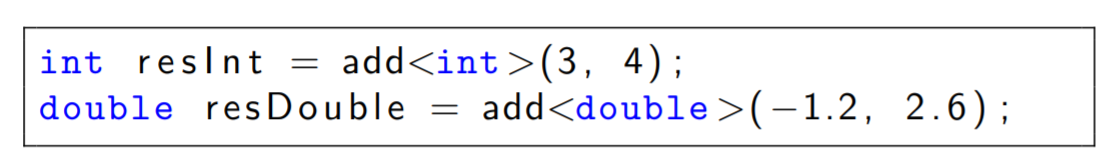 int resInt = add<int>(3, 4);
double resDouble = add<double>(−1.2, 2.6);